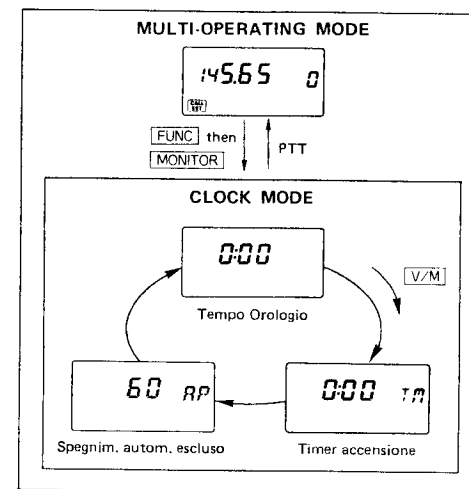 MULTI-OPERATING MODE
145.65 0
CALL
FUNC then
MONITOR
PTT
CLOCK MODE
0:00
V/M
Tempo Orologio
60 AP
0:00 TM
Spegnim. autom. escluso
Timer accensione